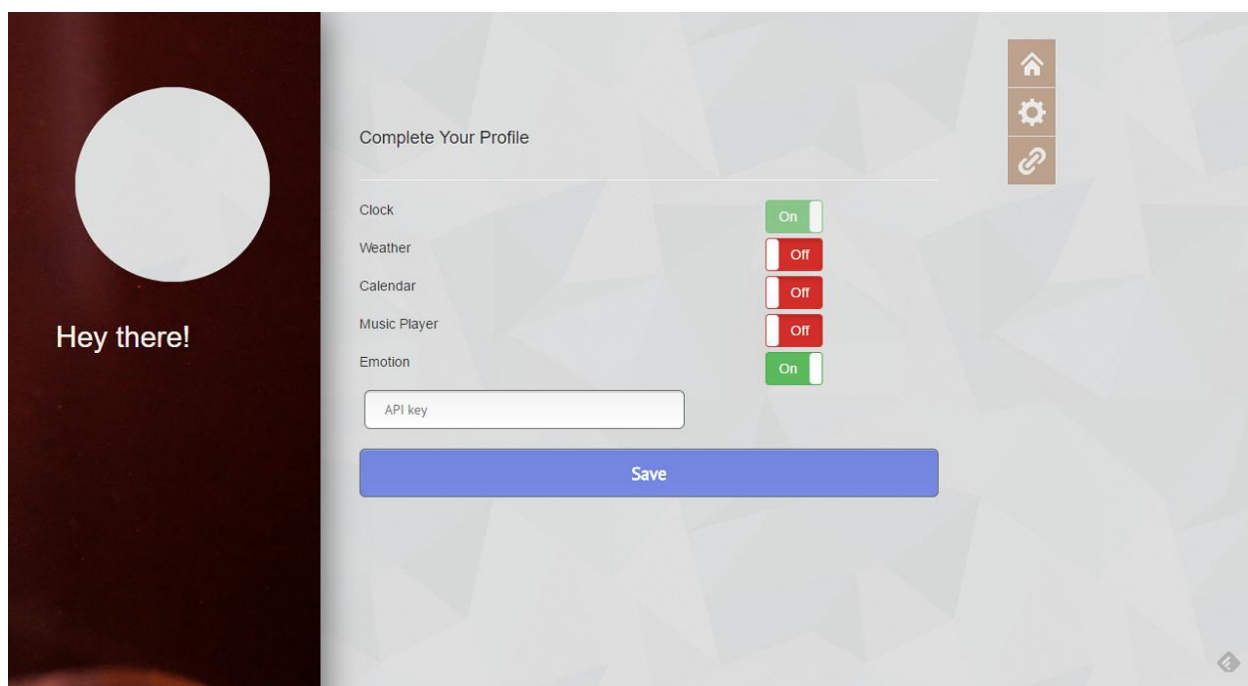 Hey there!
Complete Your Profile
Clock On
Weather Off
Calendar Off
Music Player Off
Emotion On
API key
Save